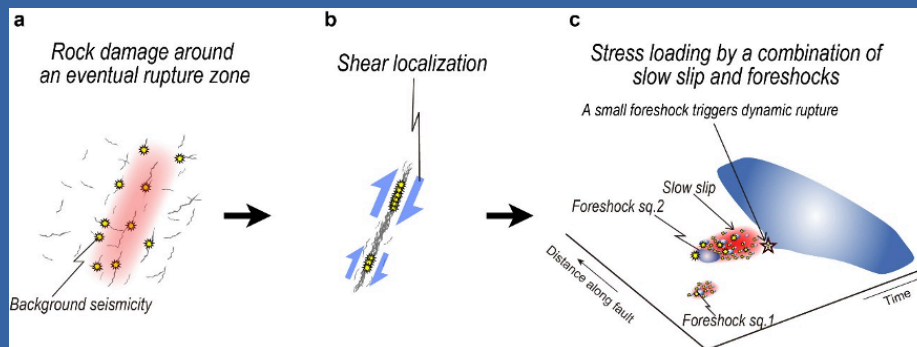 a
Rock damage around
an eventual rupture zone
Background seismicity
b
Shear localization
c
Stress loading by a combination of
slow slip and foreshocks
A small foreshock triggers dynamic rupture
Slow slip
Foreshock sq.2
Distance along fault
Foreshock sq.1
Time